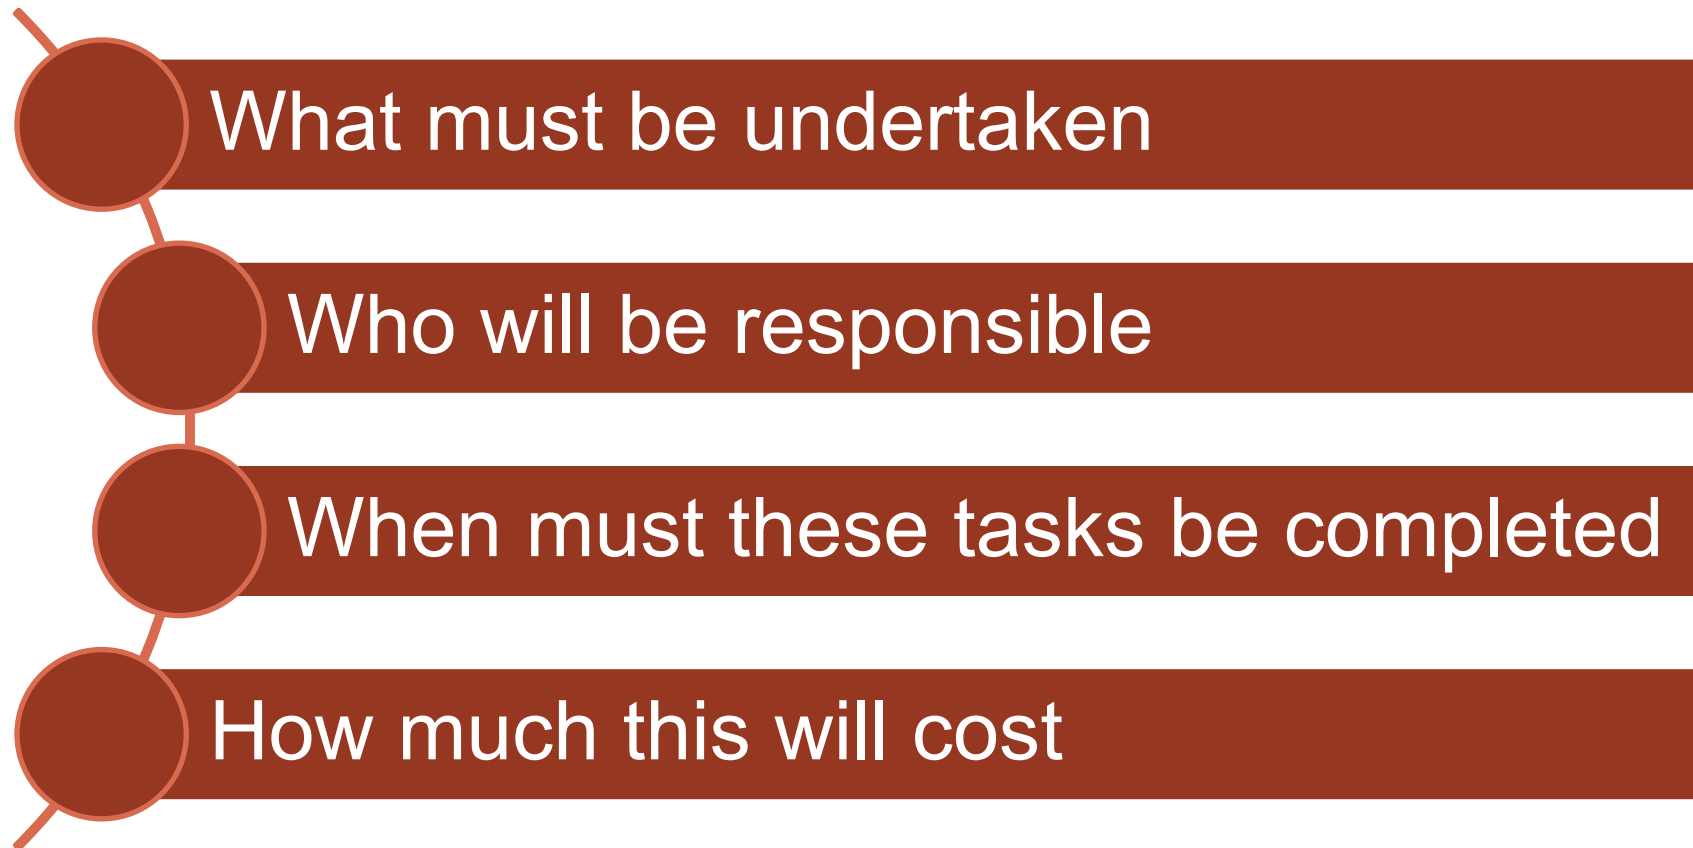 What must be undertaken
Who will be responsible
When must these tasks be completed
How much this will cost